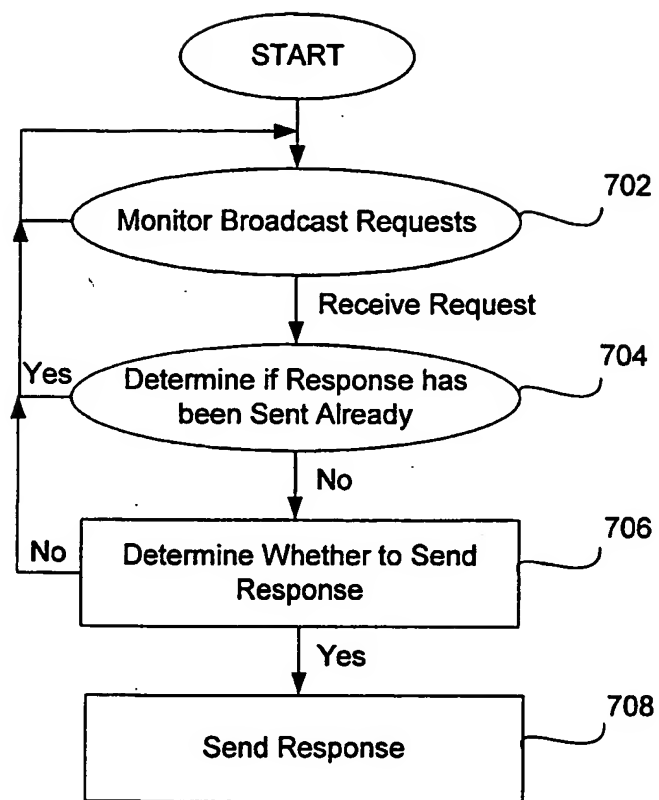 START
702
Monitor Broadcast Requests
Receive Request
704
Yes
Determine if Response has
been Sent Already
No
706
No
Determine Whether to Send
Response
Yes
708
Send Response